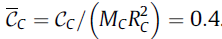 C̅_C = C_C/(M_C R_C^2) = 0.4.